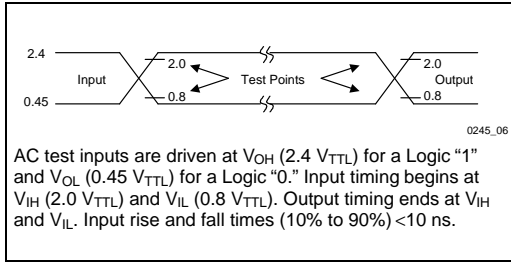 2.4
2.0
2.0
Input
Test Points
Output
0.45
0.8
0.8
0245_06
AC test inputs are driven at VOH (2.4 VTTL) for a Logic “1”
and VOL (0.45 VTTL) for a Logic “0.” Input timing begins at
VIH (2.0 VTTL) and VIL (0.8 VTTL). Output timing ends at VIH
and VIL. Input rise and fall times (10% to 90%) <10 ns.